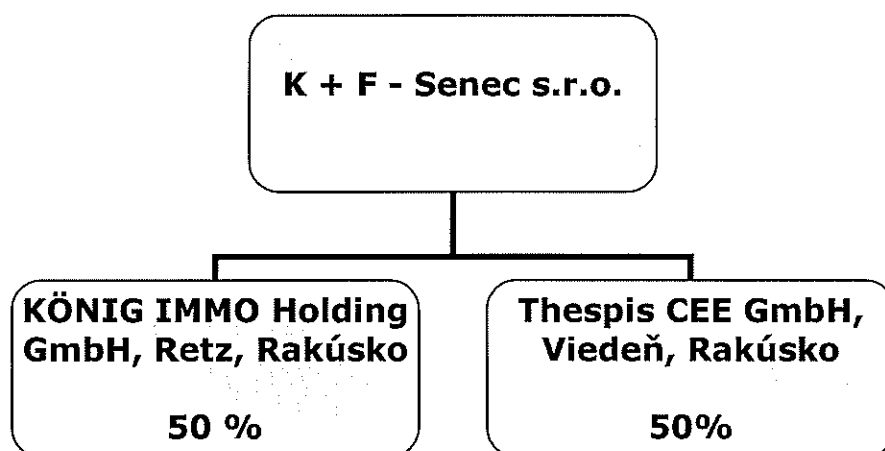 K + F - Senec s.r.o.
KÖNIG IMMO Holding
GmbH, Retz, Rakúsko
50 %
Thespis CEE GmbH,
Viedeň, Rakúsko
50%